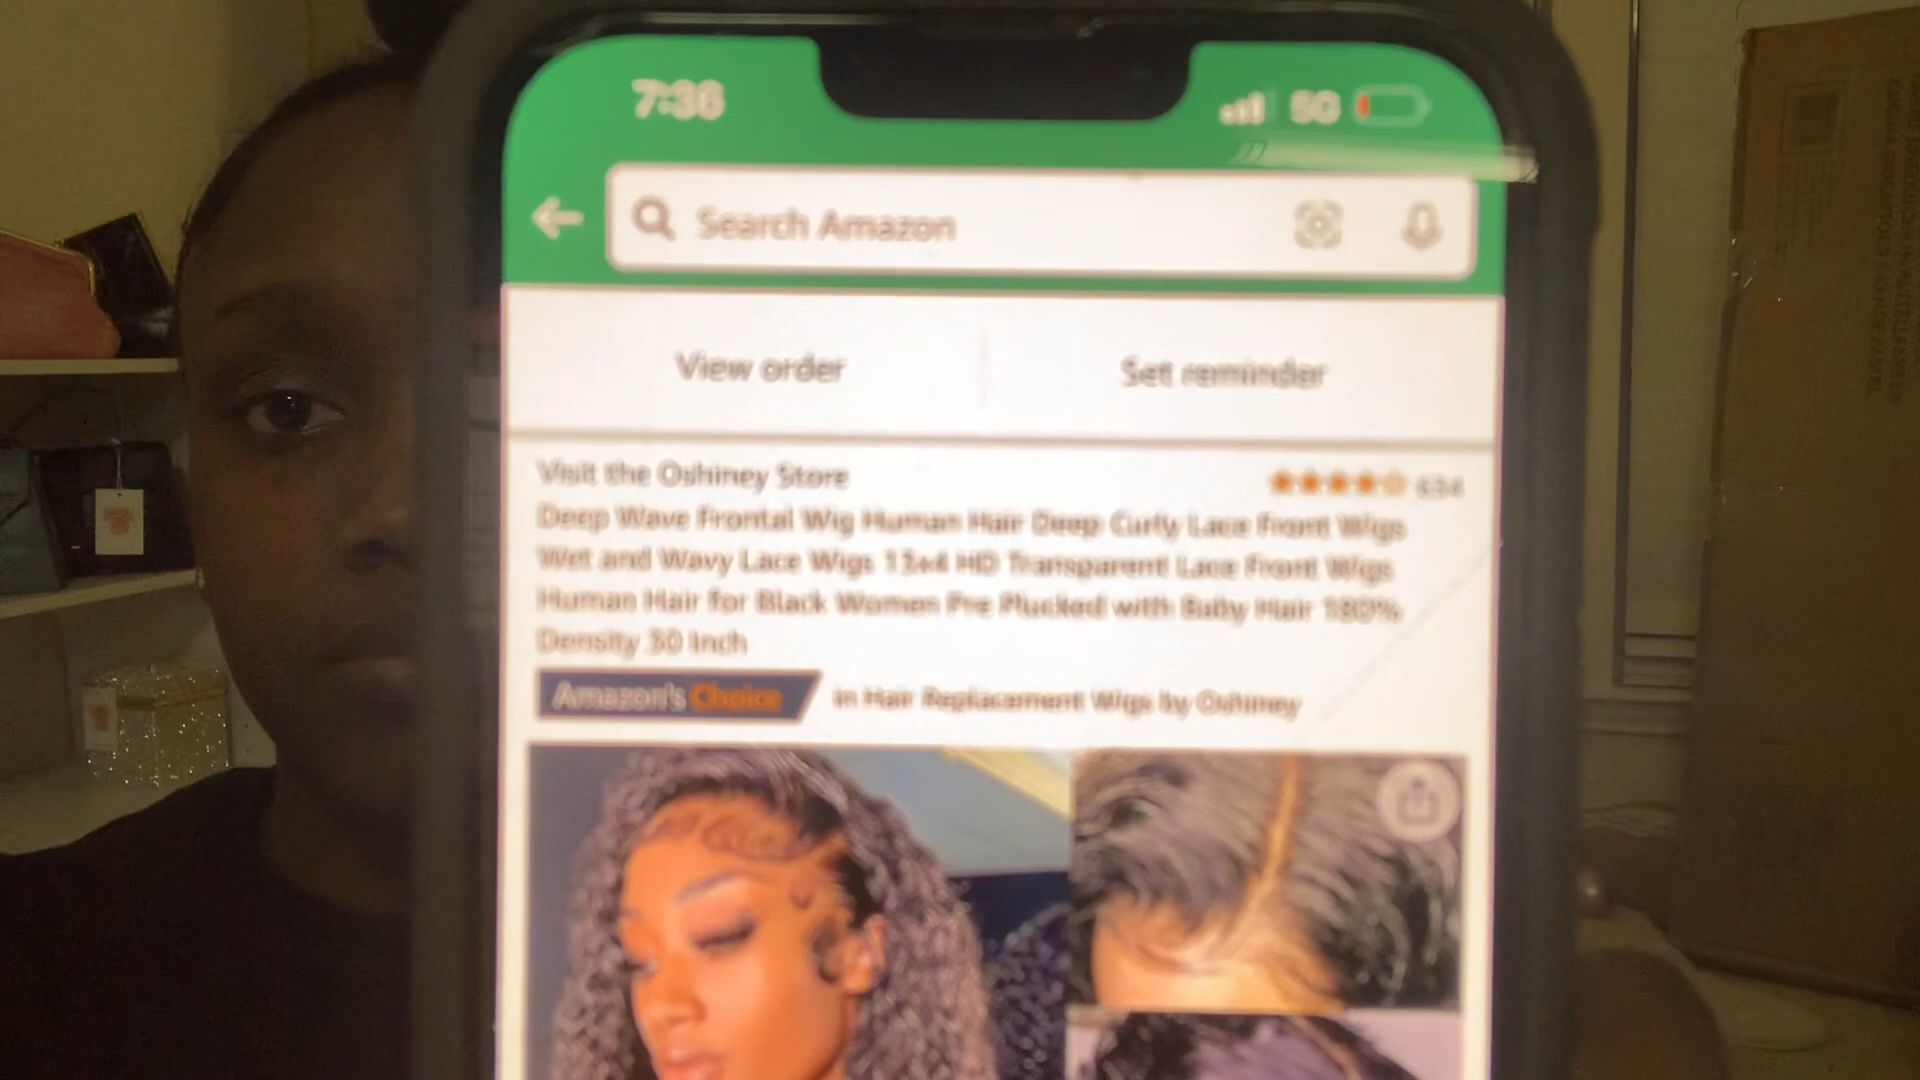 7:36
5G
Search Amazon
View order
Set reminder
Visit the Oshiney Store
634
Deep Wave Frontal Wig Human Hair Deep Curly Lace Front Wigs
Wet and Wavy Lace Wigs 13x4 HD Transparent Lace Front Wigs
Human Hair for Black Women Pre Plucked with Baby Hair 180%
Density 30 Inch
Amazon's Choice in Hair Replacement Wigs by Oshiney